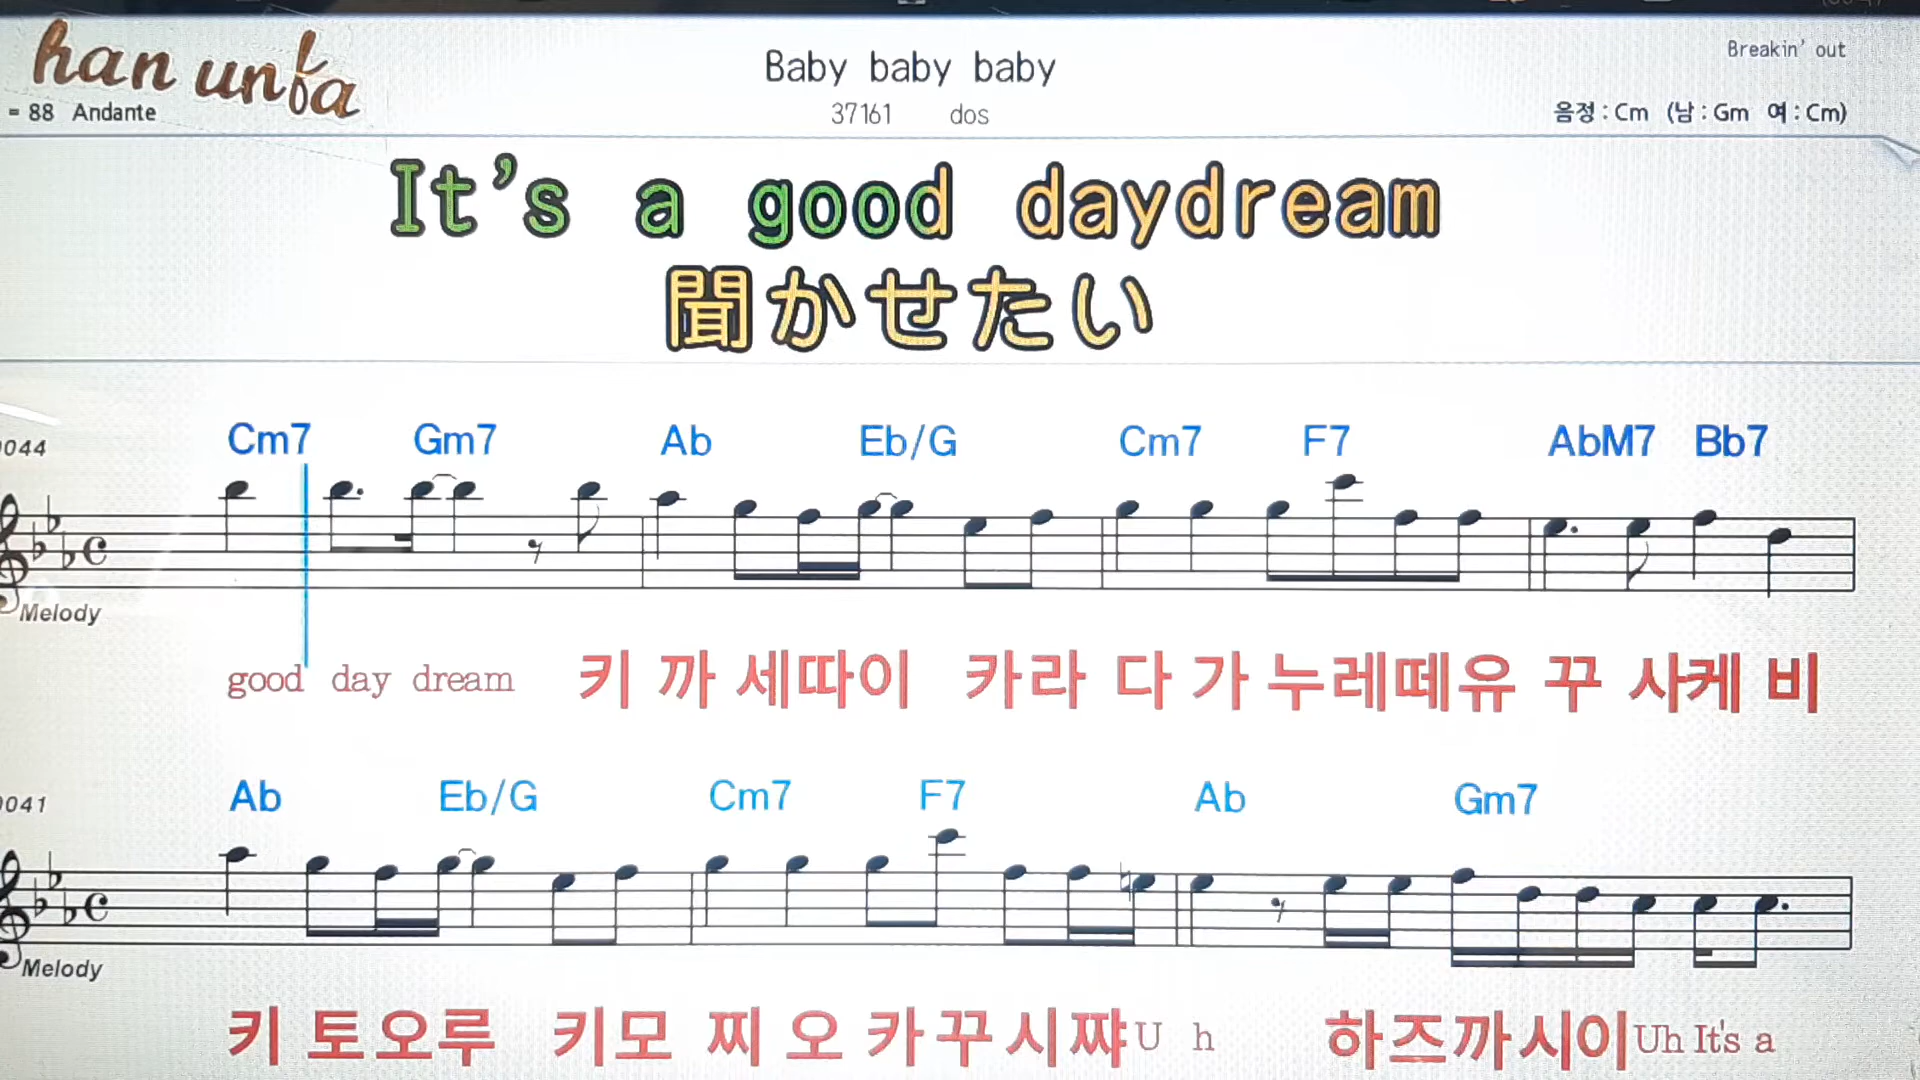 han unba
Baby baby baby
Breakin' out
= 88 Andante
37161 dos
음정 : Cm (남 : Gm 여 : Cm)
It's a good daydream
聞かせたい
0044
Cm7 Gm7 Ab Eb/G Cm7 F7 AbM7 Bb7
Melody
good day dream 키 까 세따이 카라 다 가 누레떼유 꾸 사케 비
0041
Ab Eb/G Cm7 F7 Ab Gm7
Melody
키 토오루 키모 찌 오 카꾸시쨔 U h 하즈까시이 Uh It's a